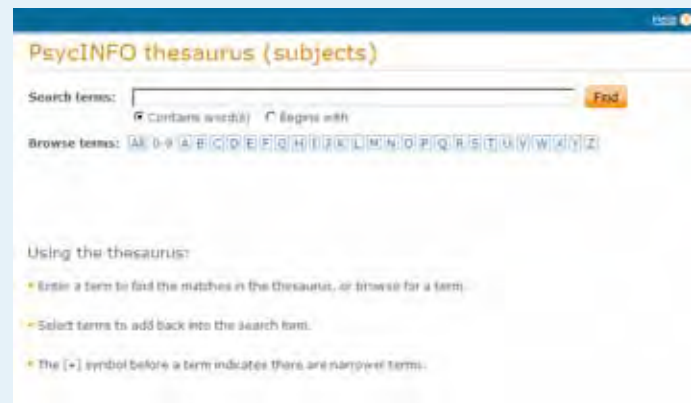 Help
PsycINFO thesaurus (subjects)
Search terms: Find
Contains word(s) Begins with
Browse terms: All 0-9 A B C D E F G H I J K L M N O P Q R S T U V W X Y Z
Using the thesaurus:
Enter a term to find the matches in the thesaurus, or browse for a term.
Select terms to add back into the search form.
The [+] symbol before a term indicates there are narrower terms.